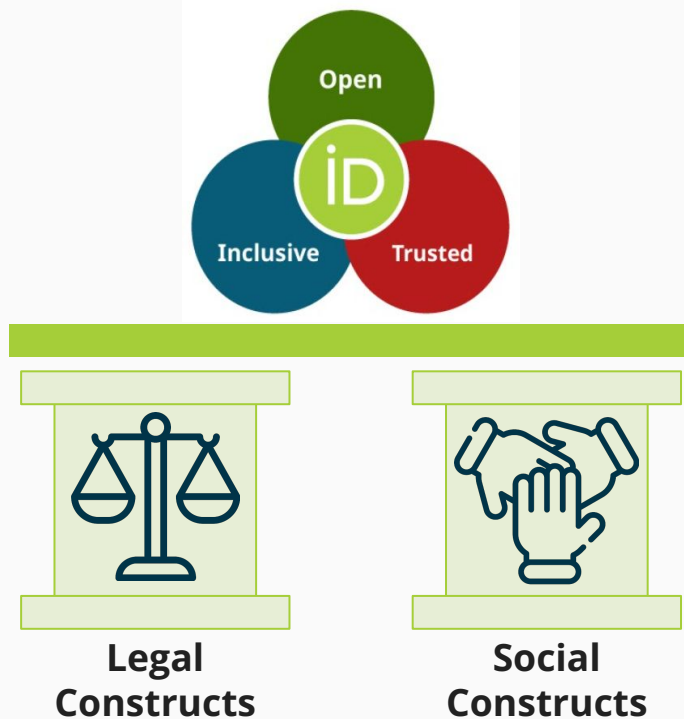 Open
iD
Inclusive
Trusted
Legal
Constructs
Social
Constructs